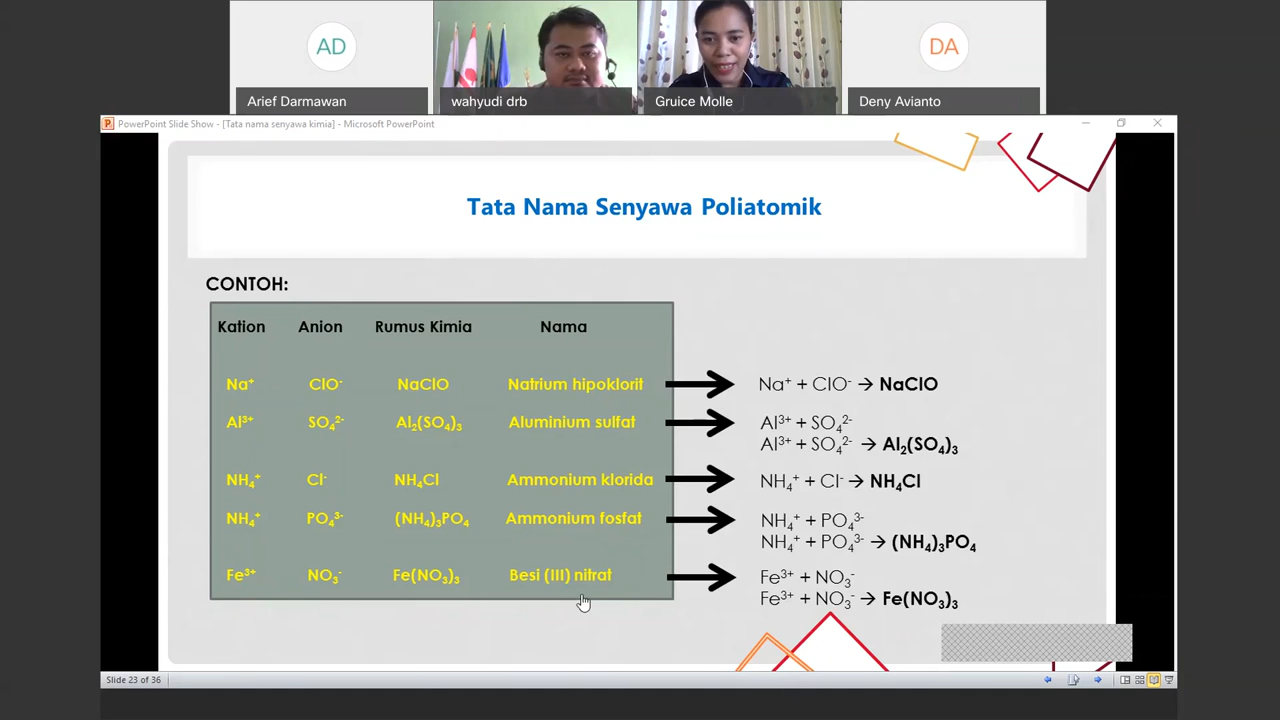 AD
DA
Arief Darmawan
wahyudi drb
Gruice Molle
Deny Avianto
PowerPoint Slide Show - [Tata nama senyawa kimia] - Microsoft PowerPoint
Tata Nama Senyawa Poliatomik
CONTOH:
Kation Anion Rumus Kimia Nama
Na⁺ ClO⁻ NaClO Natrium hipoklorit Na⁺ + ClO⁻ → NaClO
Al³⁺ SO₄²⁻ Al₂(SO₄)₃ Aluminium sulfat Al³⁺ + SO₄²⁻
Al³⁺ + SO₄²⁻ → Al₂(SO₄)₃
NH₄⁺ Cl⁻ NH₄Cl Ammonium klorida NH₄⁺ + Cl⁻ → NH₄Cl
NH₄⁺ PO₄³⁻ (NH₄)₃PO₄ Ammonium fosfat NH₄⁺ + PO₄³⁻
NH₄⁺ + PO₄³⁻ → (NH₄)₃PO₄
Fe³⁺ NO₃⁻ Fe(NO₃)₃ Besi (III) nitrat Fe³⁺ + NO₃⁻
Fe³⁺ + NO₃⁻ → Fe(NO₃)₃
Slide 23 of 36